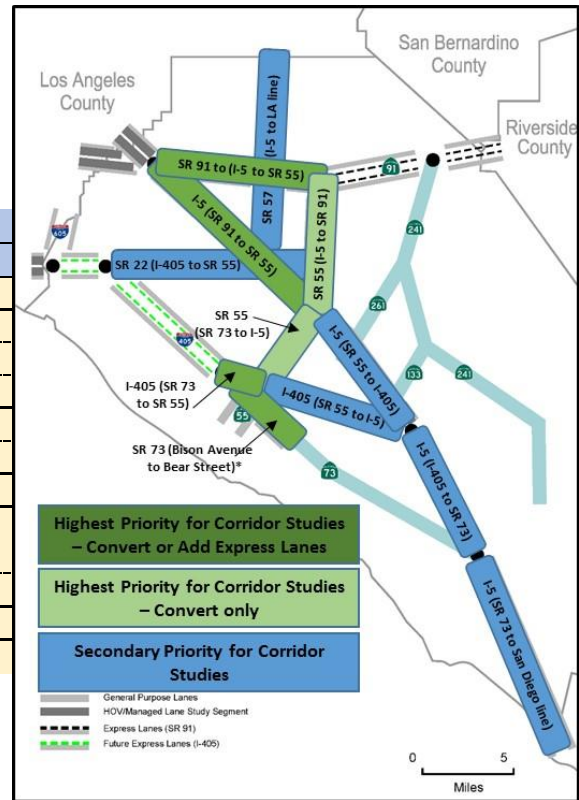 San Bernardino
County
Los Angeles
County
Riverside
County
SR 57 (I-5 to LA line)
SR 91 to (I-5 to SR 55)
91
I-5 (SR 91 to SR 55)
SR 55 (I-5 to SR 91)
605
241
SR 22 (I-405 to SR 55)
SR 55
(SR 73 to I-5)
261
I-5 (SR 55 to I-405)
405
133
241
I-405 (SR 73
to SR 55)
I-405 (SR 55 to I-5)
55
SR 73 (Bison Avenue
to Bear Street)*
73
I-5 (I-405 to SR 73)
I-5 (SR 73 to San Diego line)
Highest Priority for Corridor Studies
– Convert or Add Express Lanes
Highest Priority for Corridor Studies
– Convert only
Secondary Priority for Corridor
Studies
General Purpose Lanes
HOV/Managed Lane Study Segment
Express Lanes (SR 91)
Future Express Lanes (I-405)
0 5
Miles